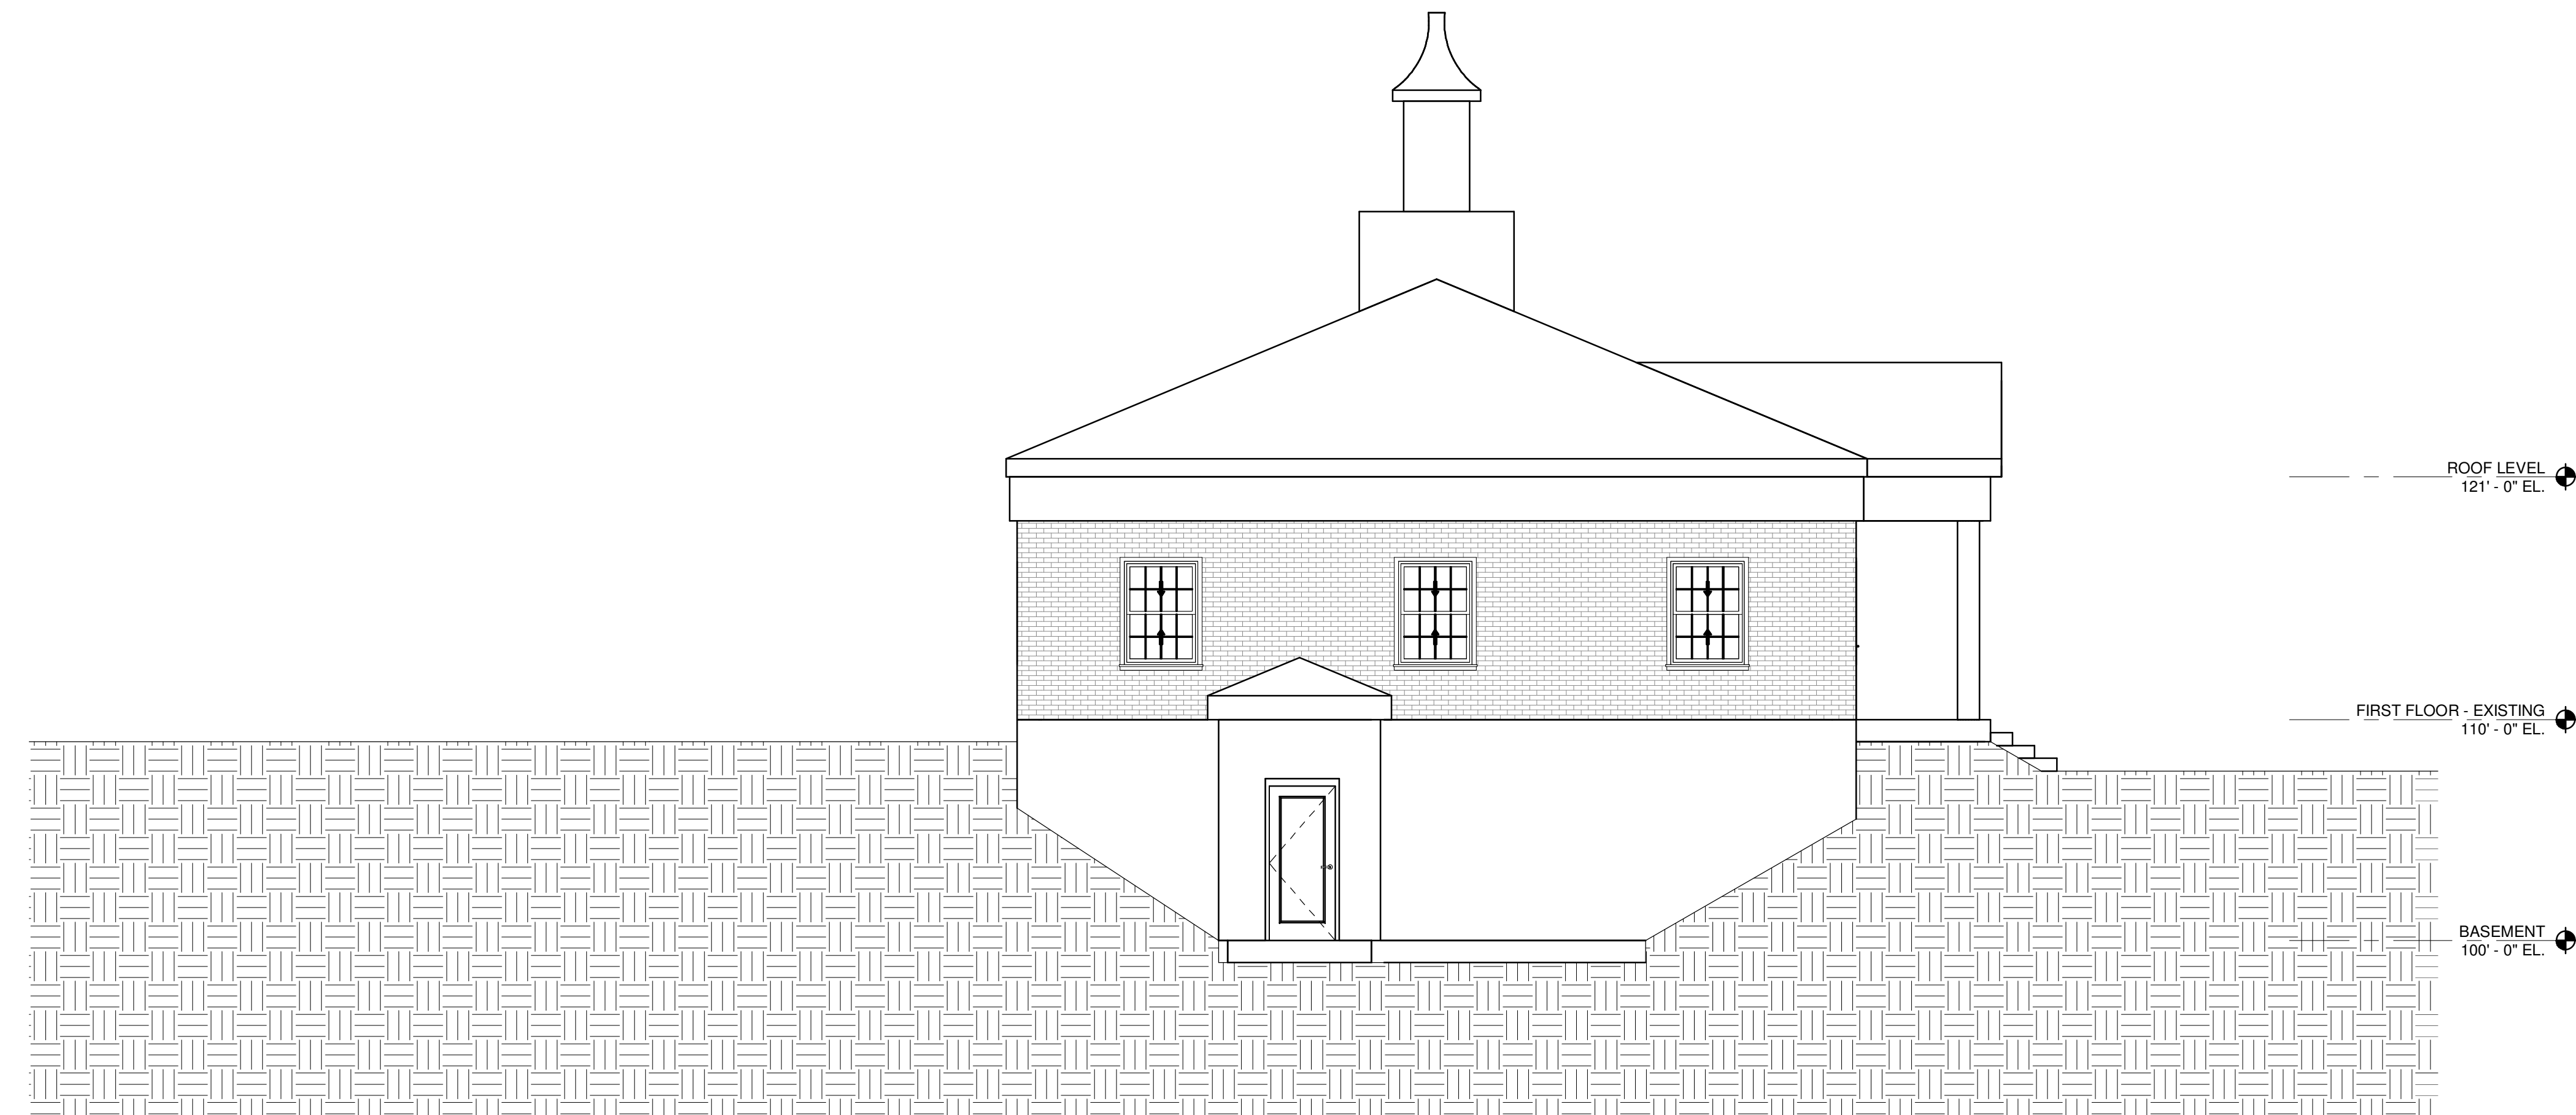 ROOF LEVEL
121' - 0" EL.
FIRST FLOOR - EXISTING
110' - 0" EL.
BASEMENT
100' - 0" EL.